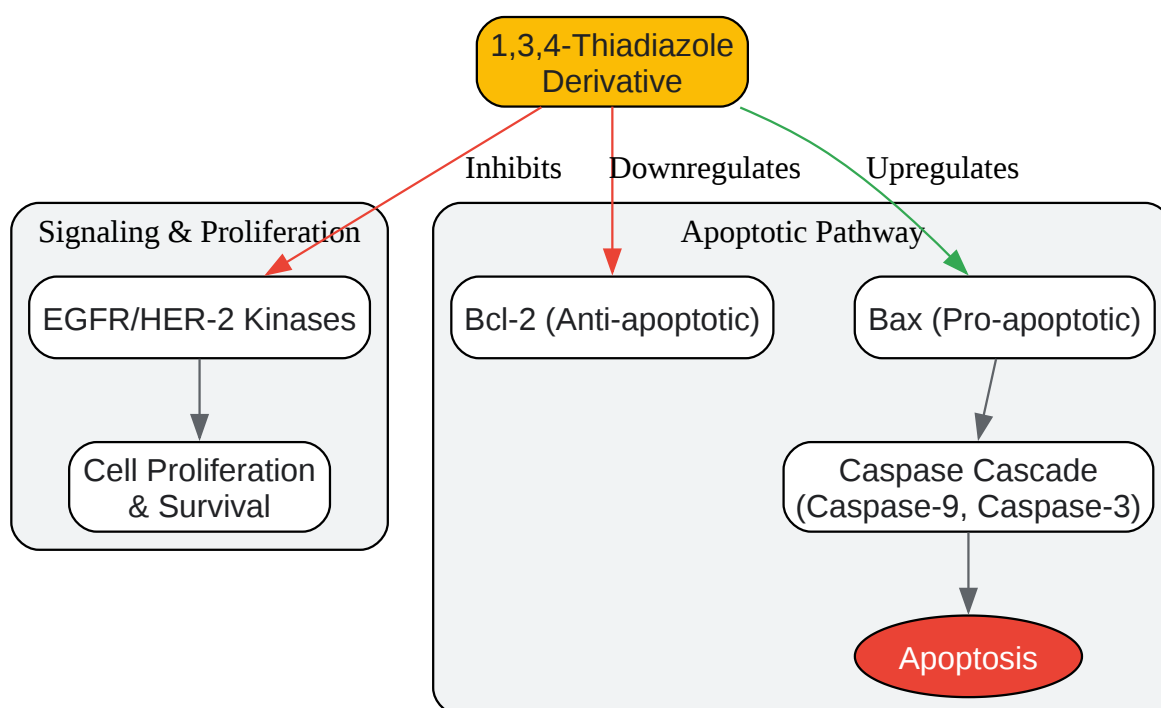 1,3,4-Thiadiazole
Derivative
Inhibits
Downregulates
Upregulates
Signaling & Proliferation
Apoptotic Pathway
EGFR/HER-2 Kinases
Bcl-2 (Anti-apoptotic)
Bax (Pro-apoptotic)
Cell Proliferation
& Survival
Caspase Cascade
(Caspase-9, Caspase-3)
Apoptosis